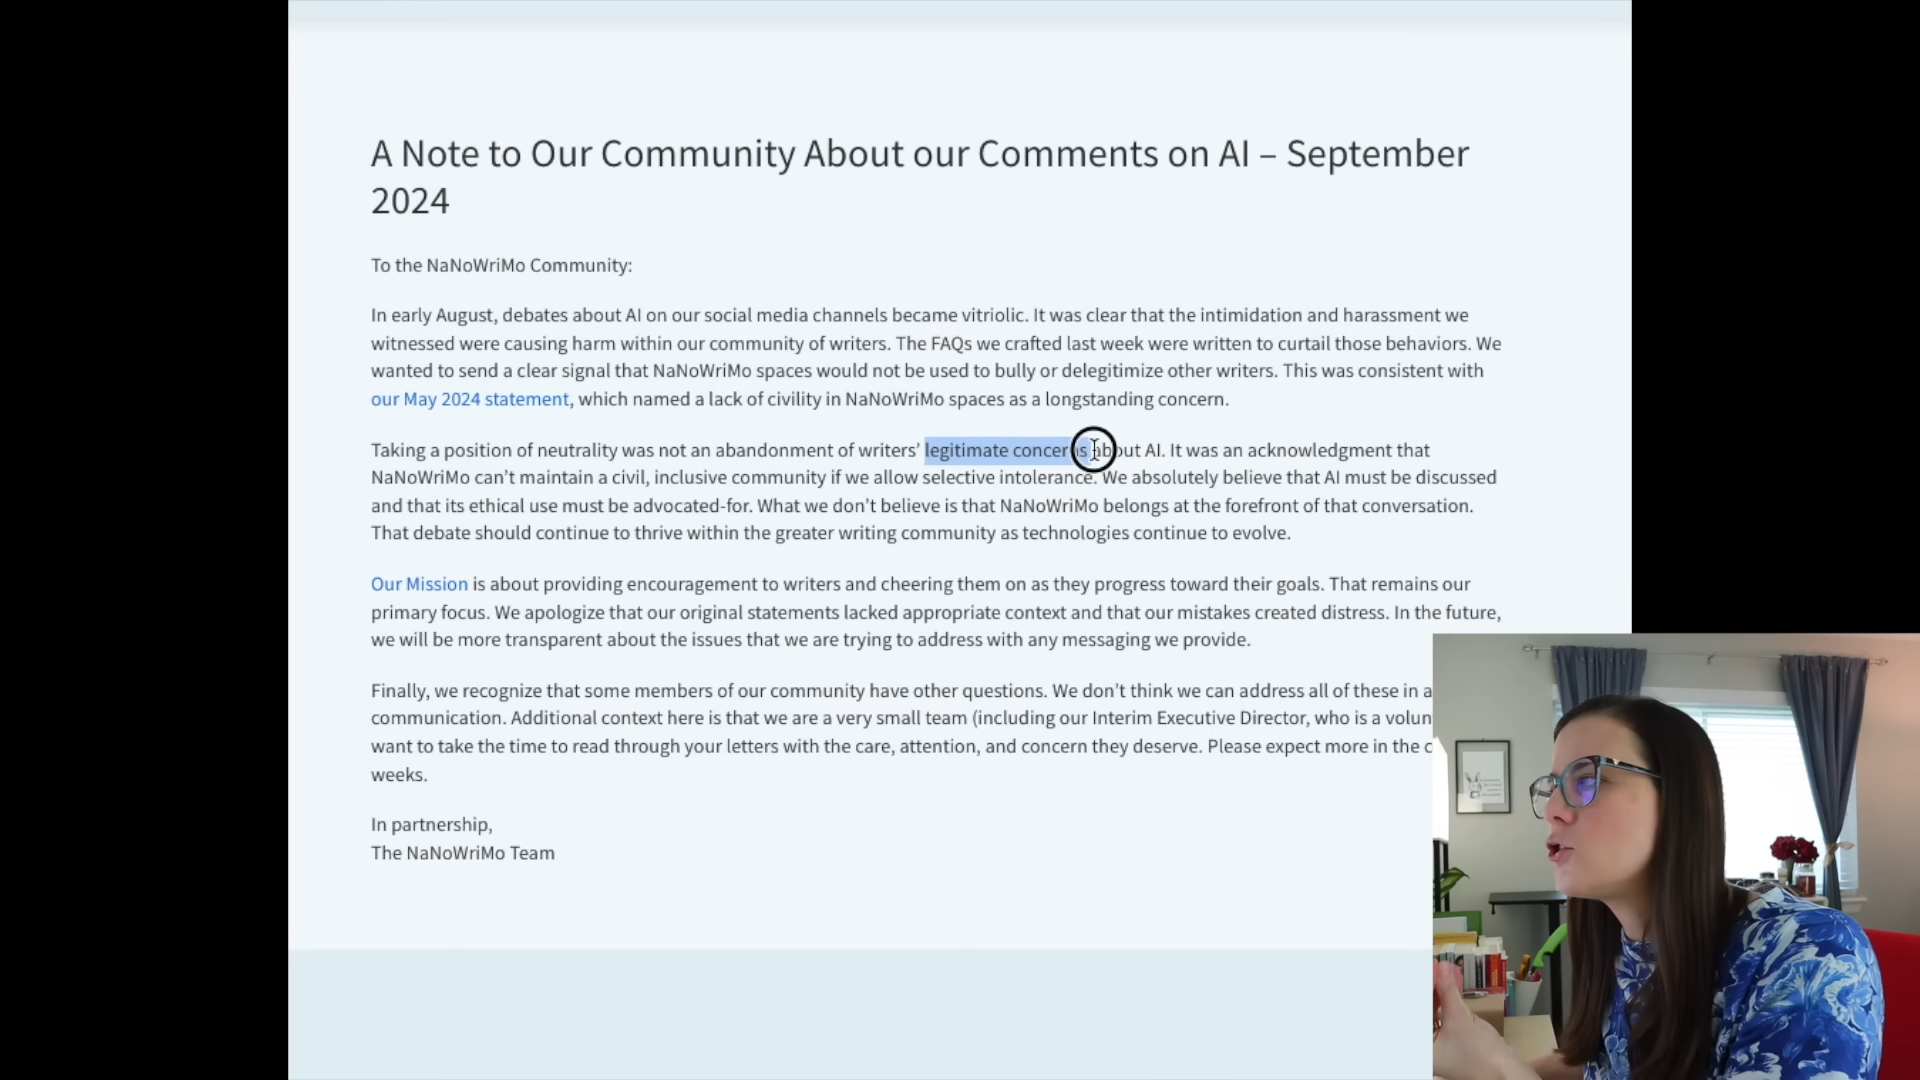 A Note to Our Community About our Comments on AI – September
2024
To the NaNoWriMo Community:
In early August, debates about AI on our social media channels became vitriolic. It was clear that the intimidation and harassment we
witnessed were causing harm within our community of writers. The FAQs we crafted last week were written to curtail those behaviors. We
wanted to send a clear signal that NaNoWriMo spaces would not be used to bully or delegitimize other writers. This was consistent with
our May 2024 statement, which named a lack of civility in NaNoWriMo spaces as a longstanding concern.
Taking a position of neutrality was not an abandonment of writers’ legitimate concerns about AI. It was an acknowledgment that
NaNoWriMo can’t maintain a civil, inclusive community if we allow selective intolerance. We absolutely believe that AI must be discussed
and that its ethical use must be advocated-for. What we don’t believe is that NaNoWriMo belongs at the forefront of that conversation.
That debate should continue to thrive within the greater writing community as technologies continue to evolve.
Our Mission is about providing encouragement to writers and cheering them on as they progress toward their goals. That remains our
primary focus. We apologize that our original statements lacked appropriate context and that our mistakes created distress. In the future,
we will be more transparent about the issues that we are trying to address with any messaging we provide.
Finally, we recognize that some members of our community have other questions. We don’t think we can address all of these in a
communication. Additional context here is that we are a very small team (including our Interim Executive Director, who is a volun
want to take the time to read through your letters with the care, attention, and concern they deserve. Please expect more in the c
weeks.
In partnership,
The NaNoWriMo Team